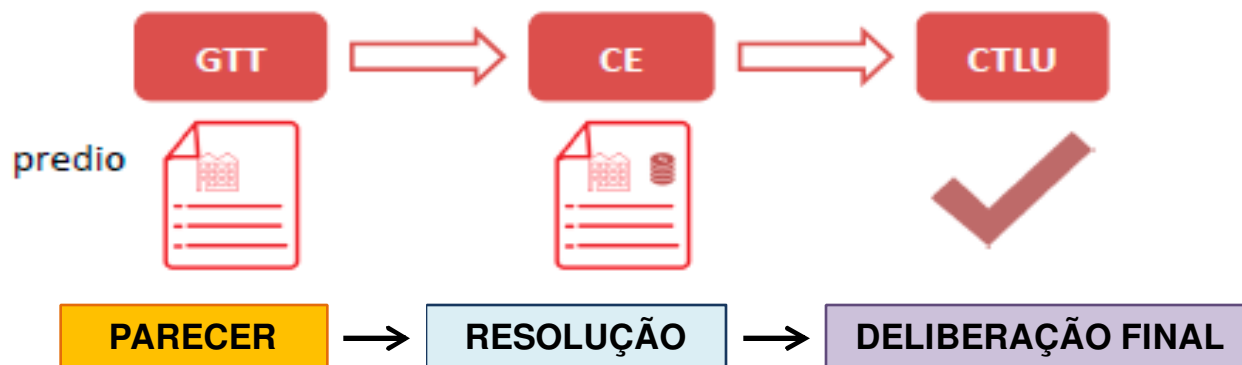 GTT
CE
CTLU
predio
PARECER
RESOLUÇÃO
DELIBERAÇÃO FINAL